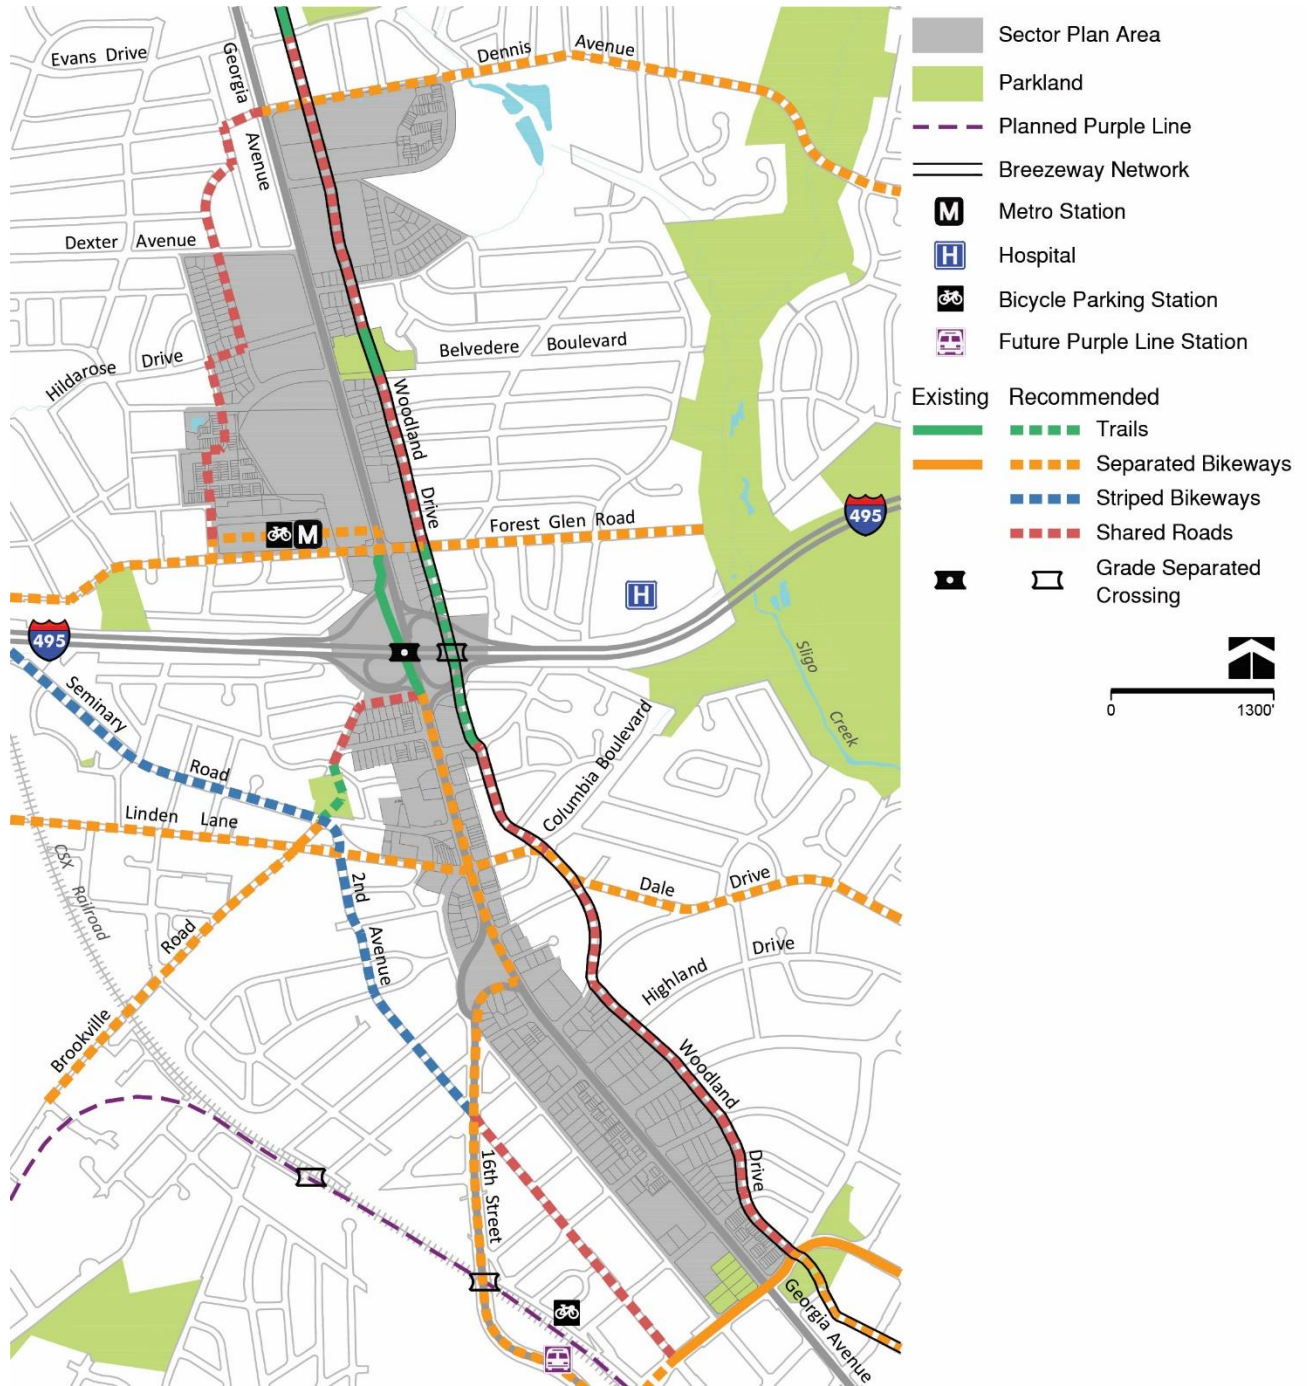 Evans Drive
Georgia
Avenue
Dennis Avenue
Dexter Avenue
Hildarose Drive
Belvedere Boulevard
Woodland
Drive
M
Forest Glen Road
H
495
495
Seminary
Road
Linden Lane
Columbia Boulevard
Sligo
Creek
CSX Railroad
2nd
Avenue
Dale Drive
Highland Drive
Brookville Road
Woodland
Drive
16th Street
Georgia Avenue
Sector Plan Area
Parkland
Planned Purple Line
Breezeway Network
M Metro Station
H Hospital
Bicycle Parking Station
Future Purple Line Station
Existing Recommended
Trails
Separated Bikeways
Striped Bikeways
Shared Roads
Grade Separated
Crossing
0 1300'